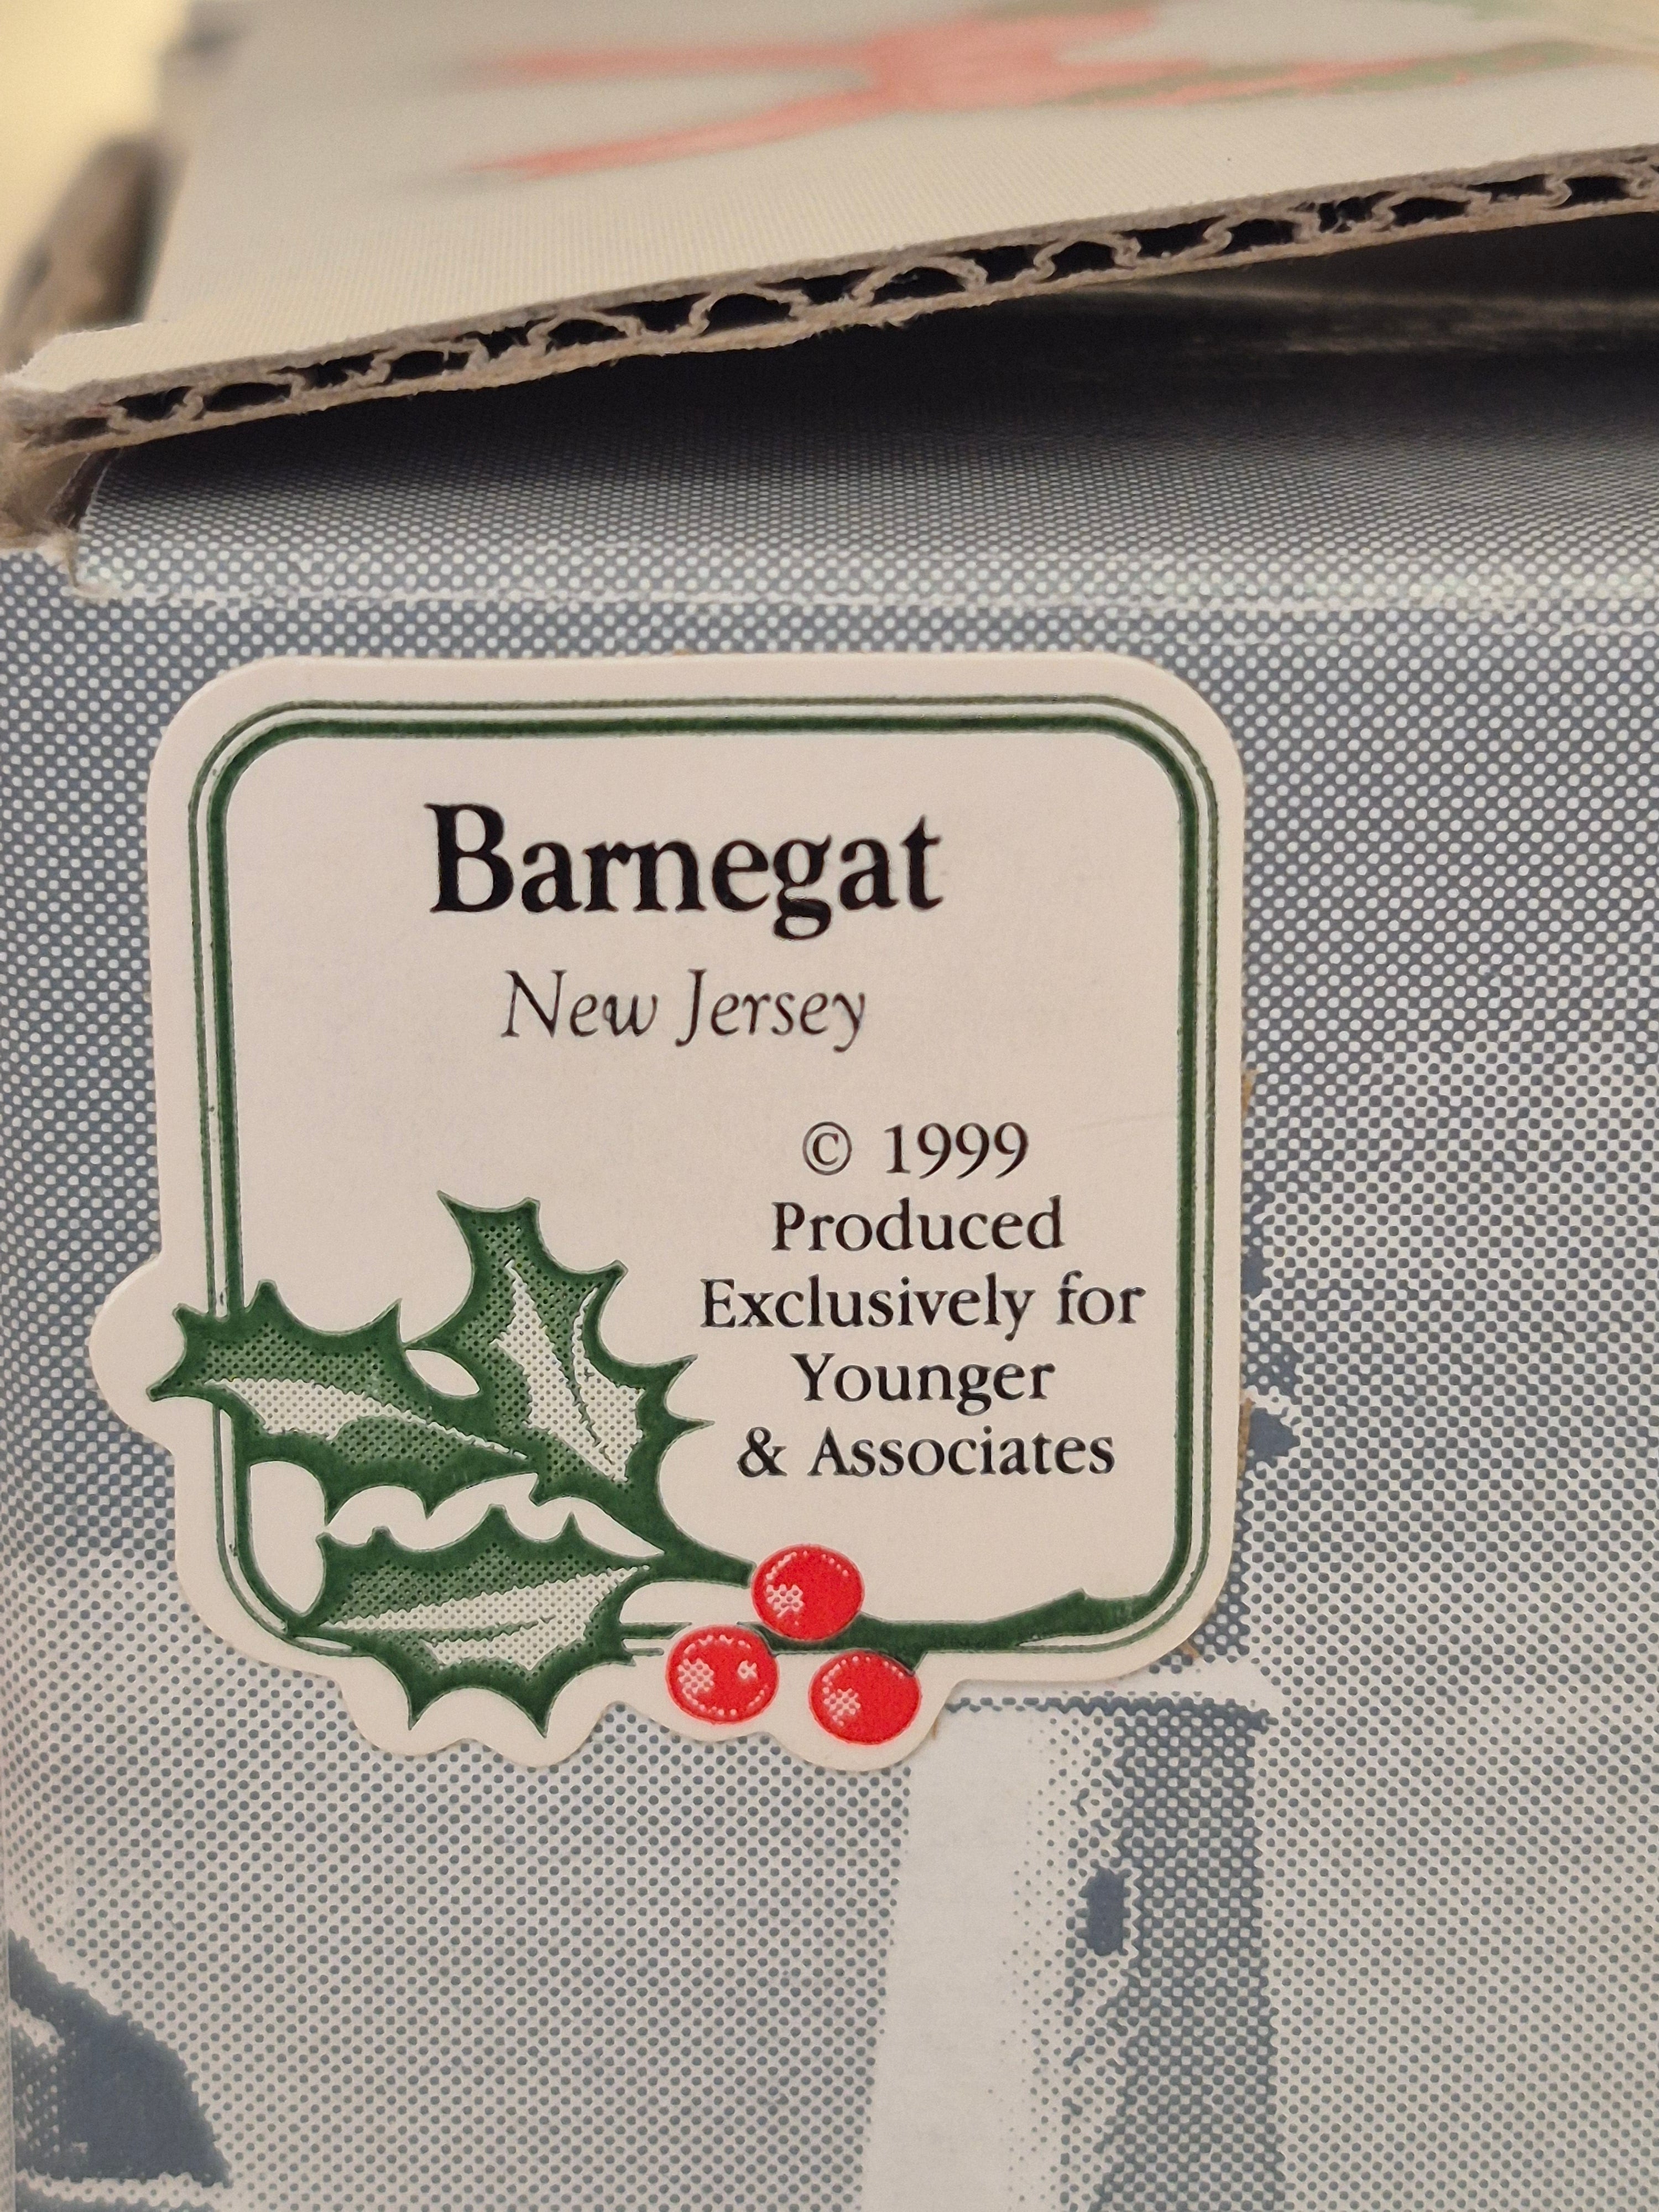 Barnegat
New Jersey
© 1999
Produced
Exclusively for
Younger
& Associates